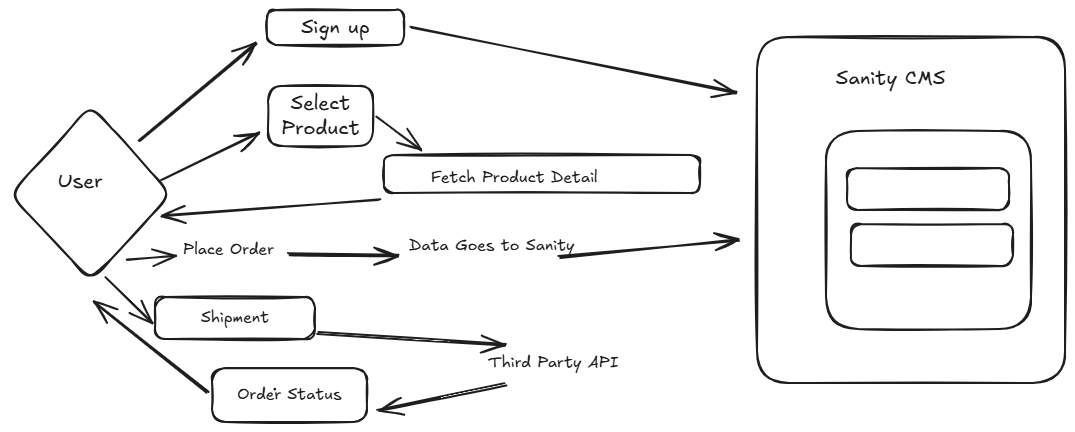 Sign up
Sanity CMS
Select
Product
User
Fetch Product Detail
Place Order
Data Goes to Sanity
Shipment
Third Party API
Order Status